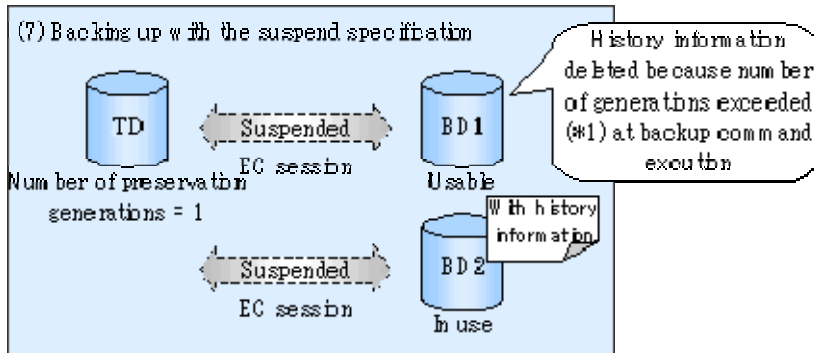 (7) Backing up with the suspend specification
History information
deleted because number
of generations exceeded
(*1) at backup command
excution
TD
Suspended
EC session
BD1
Usable
Number of preservation
generations = 1
With history
information
Suspended
EC session
BD2
In use